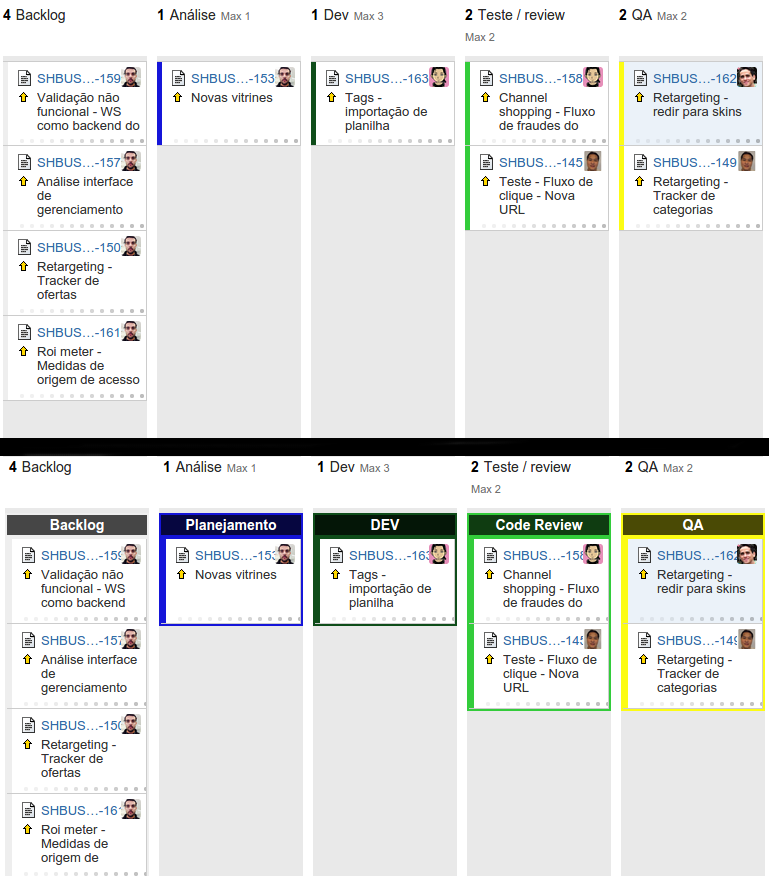 4 Backlog
1 Análise Max 1
1 Dev Max 3
2 Teste / review
Max 2
2 QA Max 2
SHBUS...-159
Validação não
funcional - WS
como backend do
SHBUS...-157
Análise interface
de
gerenciamento
SHBUS...-150
Retargeting -
Tracker de
ofertas
SHBUS...-161
Roi meter -
Medidas de
origem de acesso
SHBUS...-153
Novas vitrines
SHBUS...-163
Tags -
importação de
planilha
SHBUS...-158
Channel
shopping - Fluxo
de fraudes do
SHBUS...-145
Teste - Fluxo de
clique - Nova
URL
SHBUS...-162
Retargeting -
redir para skins
SHBUS...-149
Retargeting -
Tracker de
categorias
4 Backlog
1 Análise Max 1
1 Dev Max 3
2 Teste / review
Max 2
2 QA Max 2
Backlog
SHBUS...-159
Validação não
funcional - WS
como backend
SHBUS...-157
Análise interface
de
gerenciamento
SHBUS...-150
Retargeting -
Tracker de
ofertas
SHBUS...-161
Roi meter -
Medidas de
origem de
Planejamento
SHBUS...-153
Novas vitrines
DEV
SHBUS...-163
Tags -
importação de
planilha
Code Review
SHBUS...-158
Channel
shopping - Fluxo
de fraudes do
SHBUS...-145
Teste - Fluxo de
clique - Nova
URL
QA
SHBUS...-162
Retargeting -
redir para skins
SHBUS...-149
Retargeting -
Tracker de
categorias